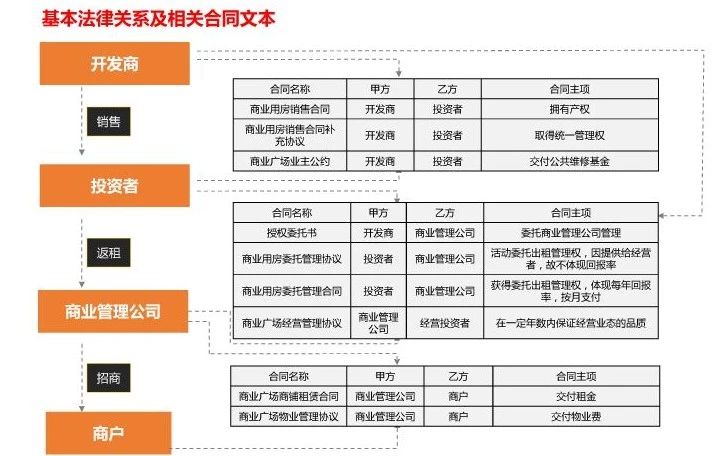 基本法律关系及相关合同文本
开发商
销售
投资者
返租
商业管理公司
招商
商户
合同名称 甲方 乙方 合同主项
商业用房销售合同 开发商 投资者 拥有产权
商业用房销售合同补
充协议 开发商 投资者 取得统一管理权
商业广场业主公约 开发商 投资者 交付公共维修基金
合同名称 甲方 乙方 合同主项
授权委托书 开发商 商业管理公司 委托商业管理公司管理
商业用房委托管理协议 投资者 商业管理公司 活动委托出租管理权，因提供给经营
者，故不体现回报率
商业用房委托管理合同 投资者 商业管理公司 获得委托出租管理权，体现每年回报
率，按月支付
商业广场经营管理协议 商业管理
公司 经营投资者 在一定年数内保证经营业态的品质
合同名称 甲方 乙方 合同主项
商业广场商铺租赁合同 商业管理公司 商户 交付租金
商业广场物业管理协议 商业管理公司 商户 交付物业费